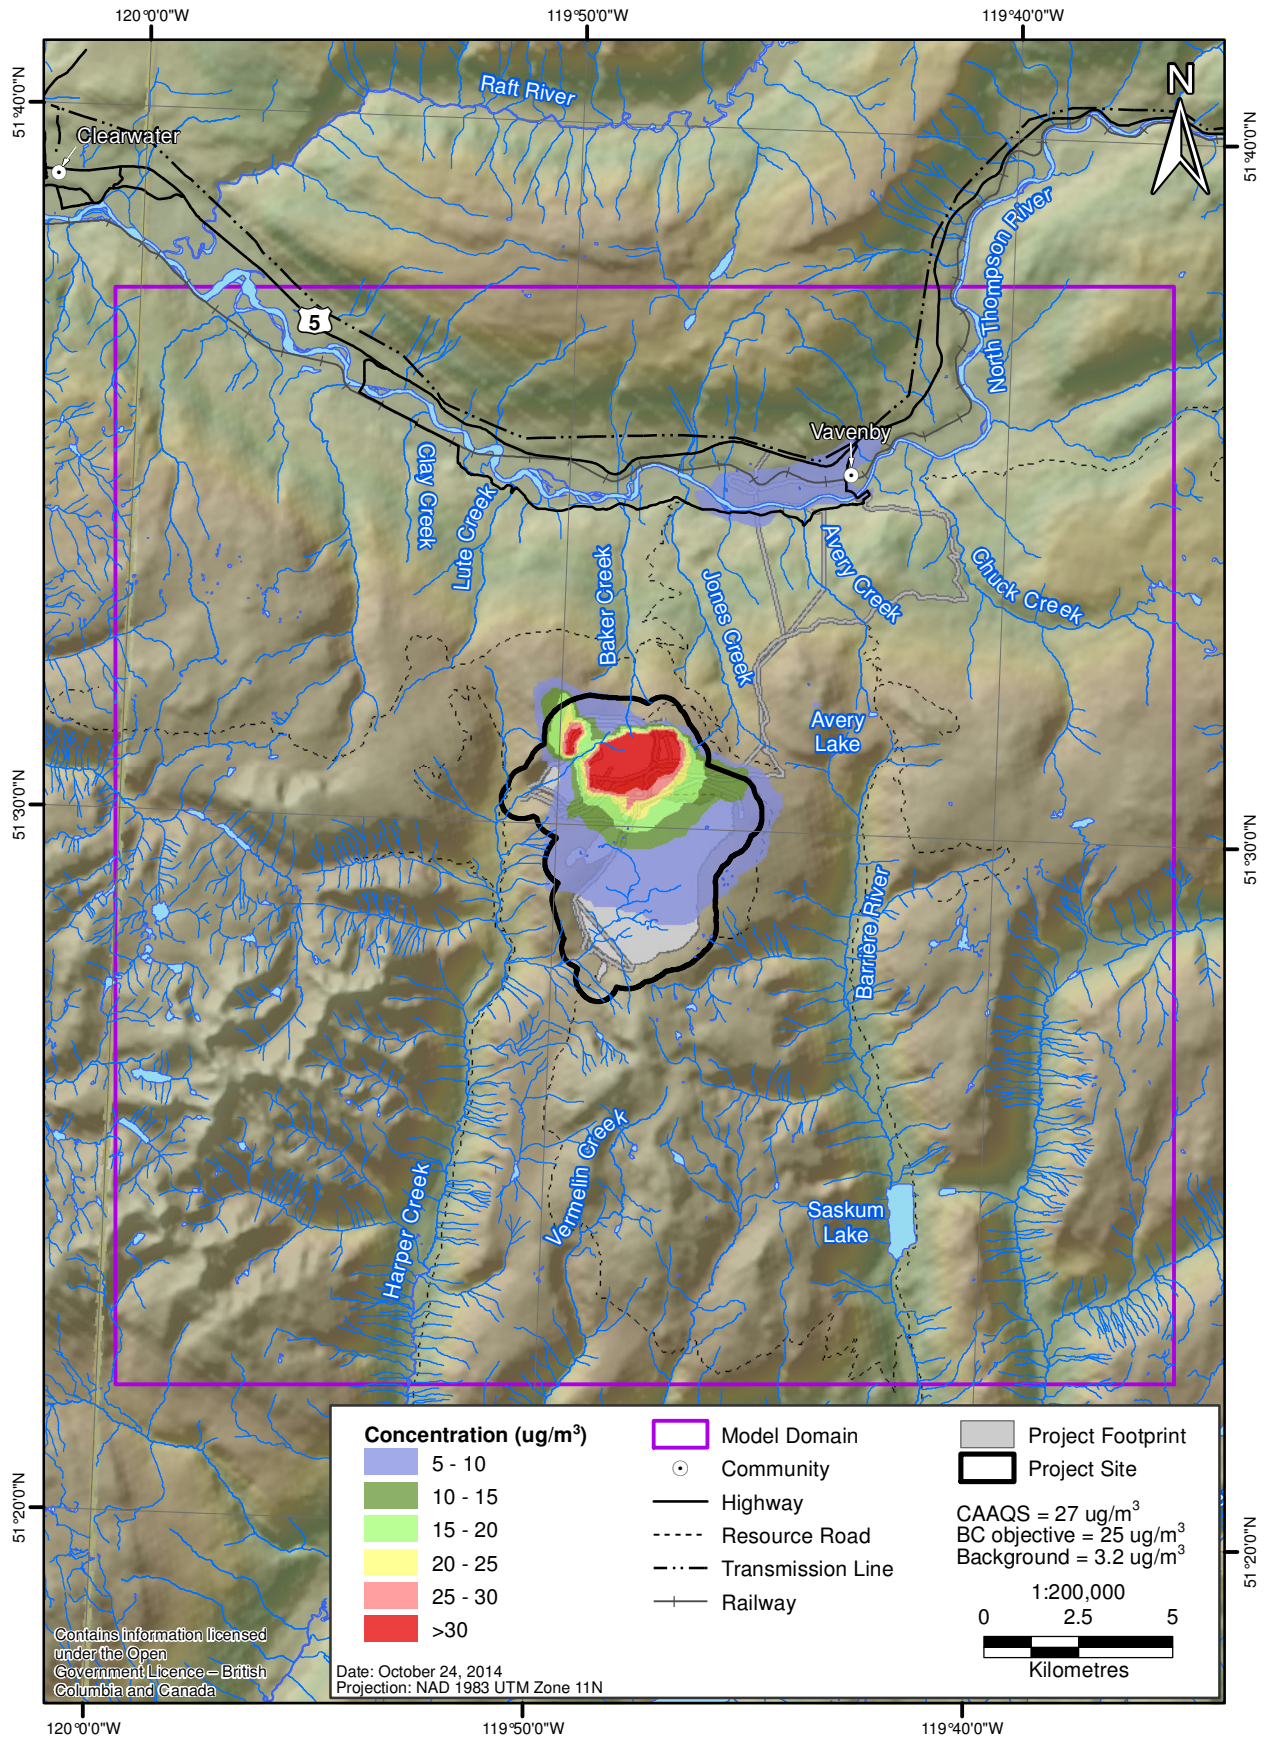 120°0'0"W
119°50'0"W
119°40'0"W
51°40'0"N
51°40'0"N
51°30'0"N
51°30'0"N
51°20'0"N
51°20'0"N
N
Raft River
Clearwater
North Thompson River
5
Vavenby
Clay Creek
Lute Creek
Baker Creek
Jones Creek
Avery Creek
Chuck Creek
Avery
Lake
Barrière River
Vermelin Creek
Harper Creek
Saskum
Lake
Concentration (ug/m³)
5 - 10
10 - 15
15 - 20
20 - 25
25 - 30
>30
Model Domain
Community
Highway
Resource Road
Transmission Line
Railway
Project Footprint
Project Site
CAAQS = 27 ug/m³
BC objective = 25 ug/m³
Background = 3.2 ug/m³
1:200,000
0 2.5 5
Kilometres
Date: October 24, 2014
Projection: NAD 1983 UTM Zone 11N
Contains information licensed
under the Open
Government Licence – British
Columbia and Canada
120°0'0"W
119°50'0"W
119°40'0"W